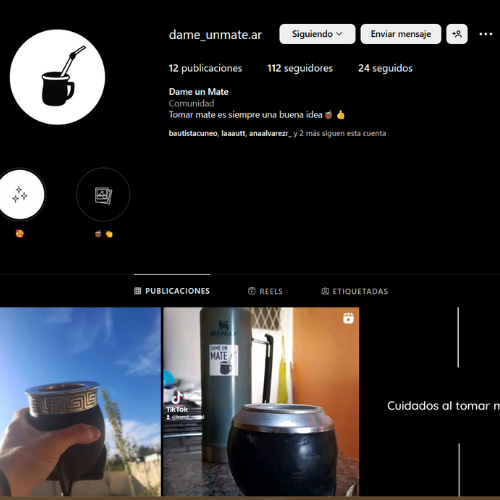 dame_unmate.ar
Siguiendo
Enviar mensaje
12 publicaciones
112 seguidores
24 seguidos
Dame un Mate
Comunidad
Tomar mate es siempre una buena idea🧉👍
bautistacuneo, laaautt, anaalvarezr_ y 2 más siguen esta cuenta
🥰
🧉👏
PUBLICACIONES
REELS
ETIQUETADAS
STANLEY
DAME UN
MATE
TikTok
Cuidados al tomar m